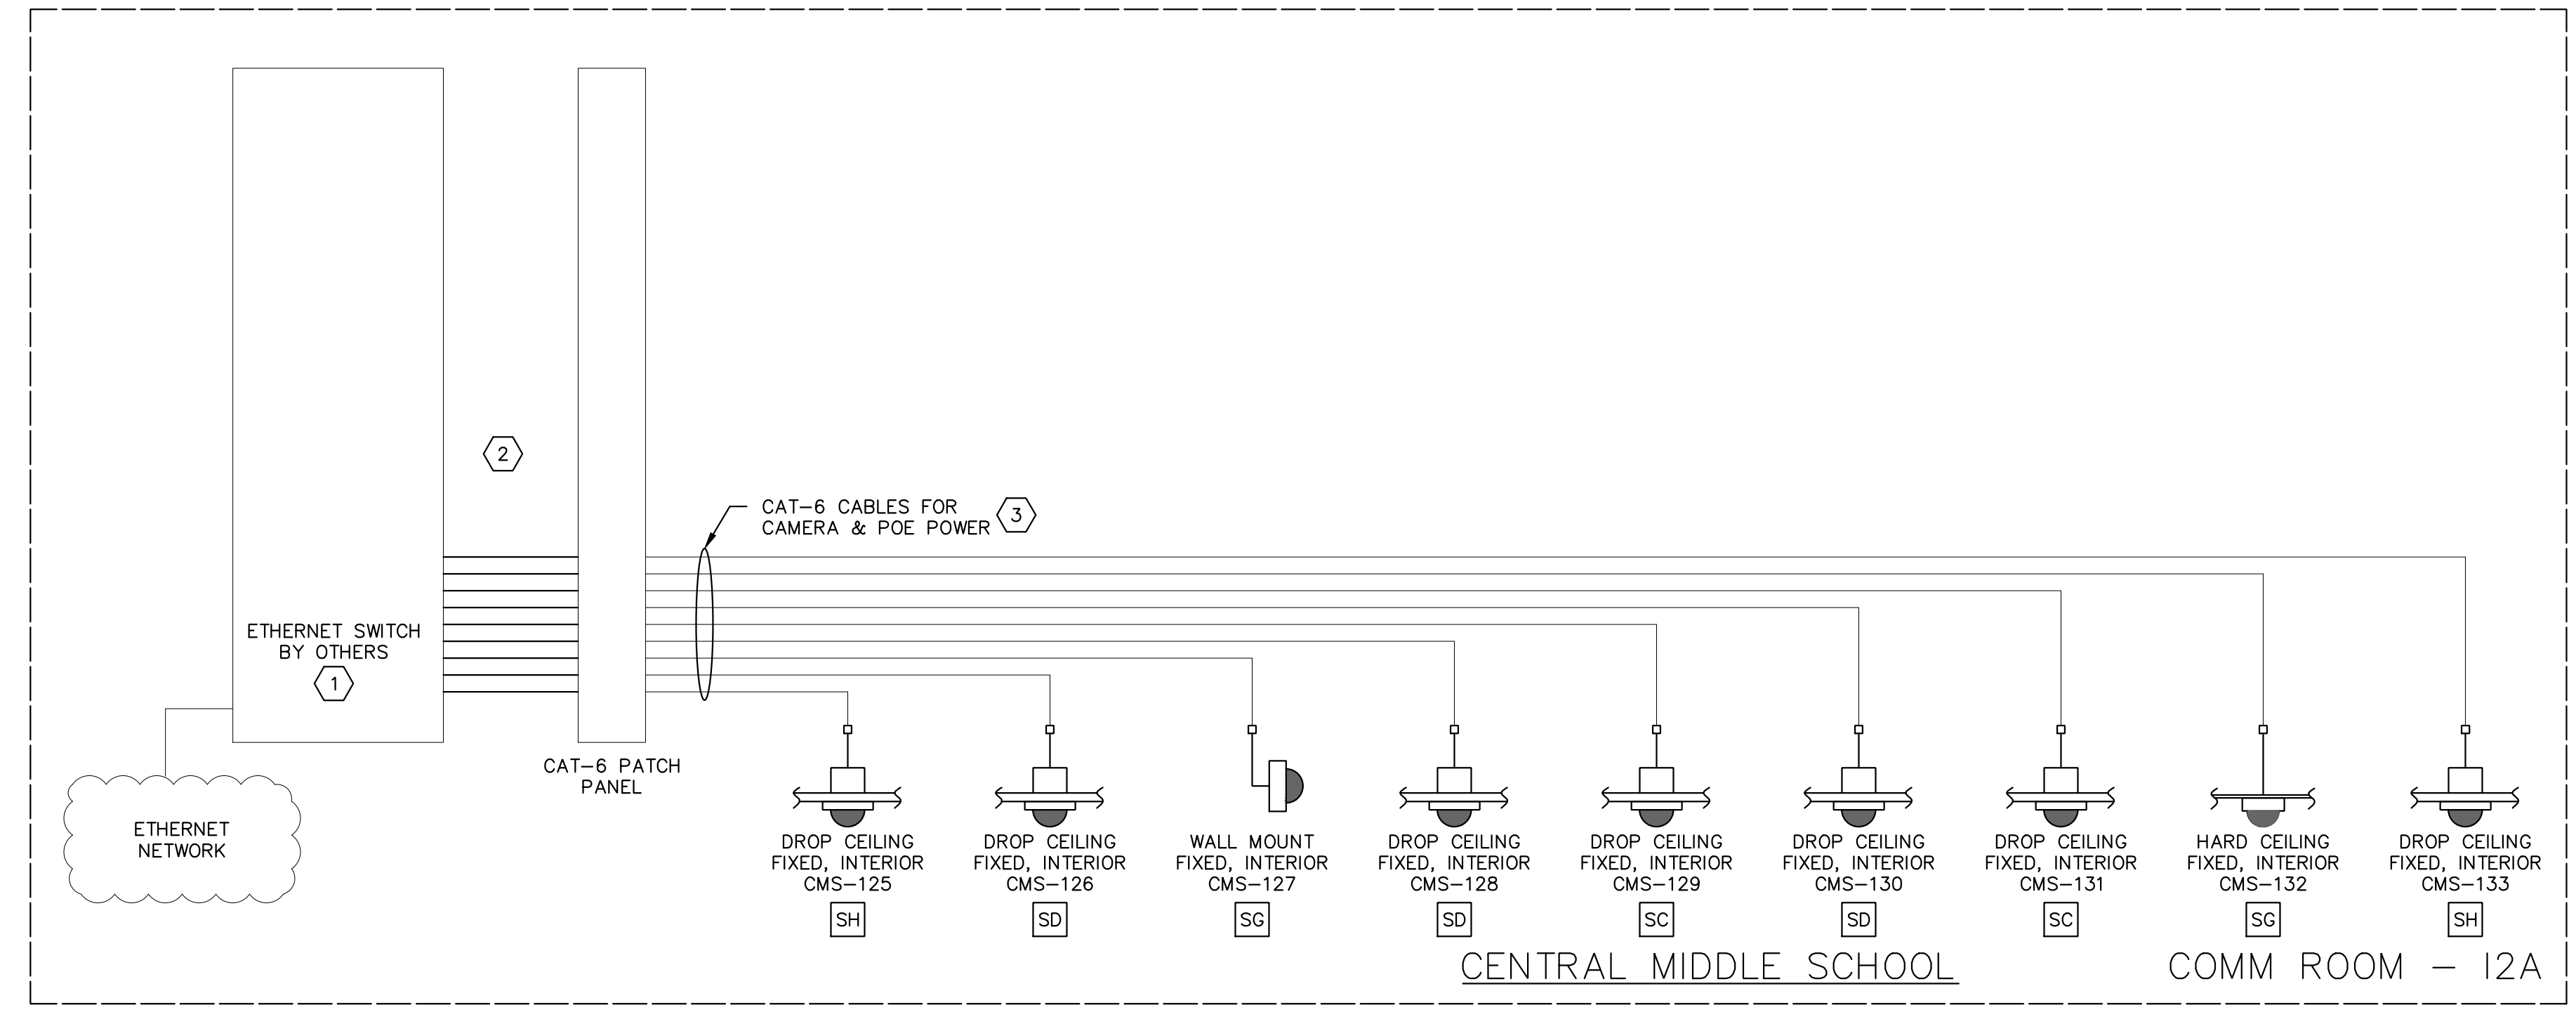 2
CAT-6 CABLES FOR
CAMERA & POE POWER
3
ETHERNET SWITCH
BY OTHERS
1
CAT-6 PATCH
PANEL
ETHERNET
NETWORK
DROP CEILING
FIXED, INTERIOR
CMS-125
SH
DROP CEILING
FIXED, INTERIOR
CMS-126
SD
WALL MOUNT
FIXED, INTERIOR
CMS-127
SG
DROP CEILING
FIXED, INTERIOR
CMS-128
SD
DROP CEILING
FIXED, INTERIOR
CMS-129
SC
DROP CEILING
FIXED, INTERIOR
CMS-130
SD
DROP CEILING
FIXED, INTERIOR
CMS-131
SC
HARD CEILING
FIXED, INTERIOR
CMS-132
SG
DROP CEILING
FIXED, INTERIOR
CMS-133
SH
CENTRAL MIDDLE SCHOOL
COMM ROOM - 12A